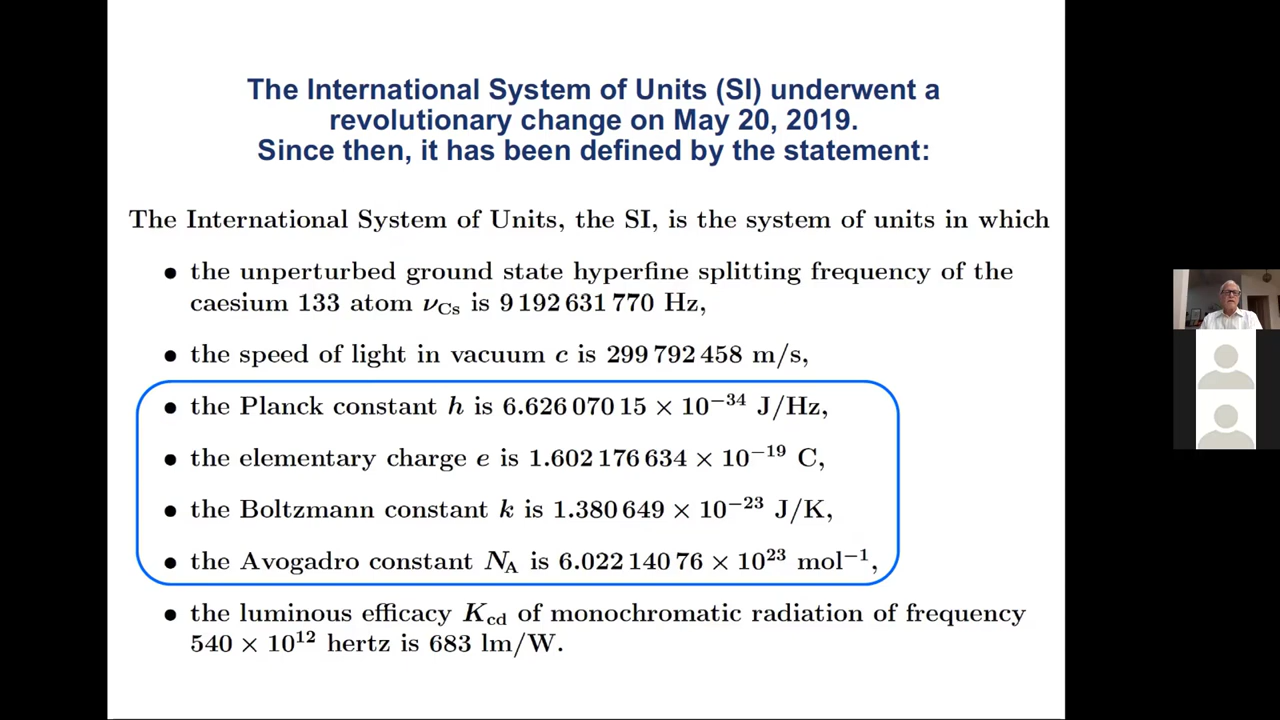 The International System of Units (SI) underwent a
revolutionary change on May 20, 2019.
Since then, it has been defined by the statement:
The International System of Units, the SI, is the system of units in which
• the unperturbed ground state hyperfine splitting frequency of the
caesium 133 atom νCs is 9 192 631 770 Hz,
• the speed of light in vacuum c is 299 792 458 m/s,
• the Planck constant h is 6.626 070 15 × 10⁻³⁴ J/Hz,
• the elementary charge e is 1.602 176 634 × 10⁻¹⁹ C,
• the Boltzmann constant k is 1.380 649 × 10⁻²³ J/K,
• the Avogadro constant NA is 6.022 140 76 × 10²³ mol⁻¹,
• the luminous efficacy Kcd of monochromatic radiation of frequency
540 × 10¹² hertz is 683 lm/W.